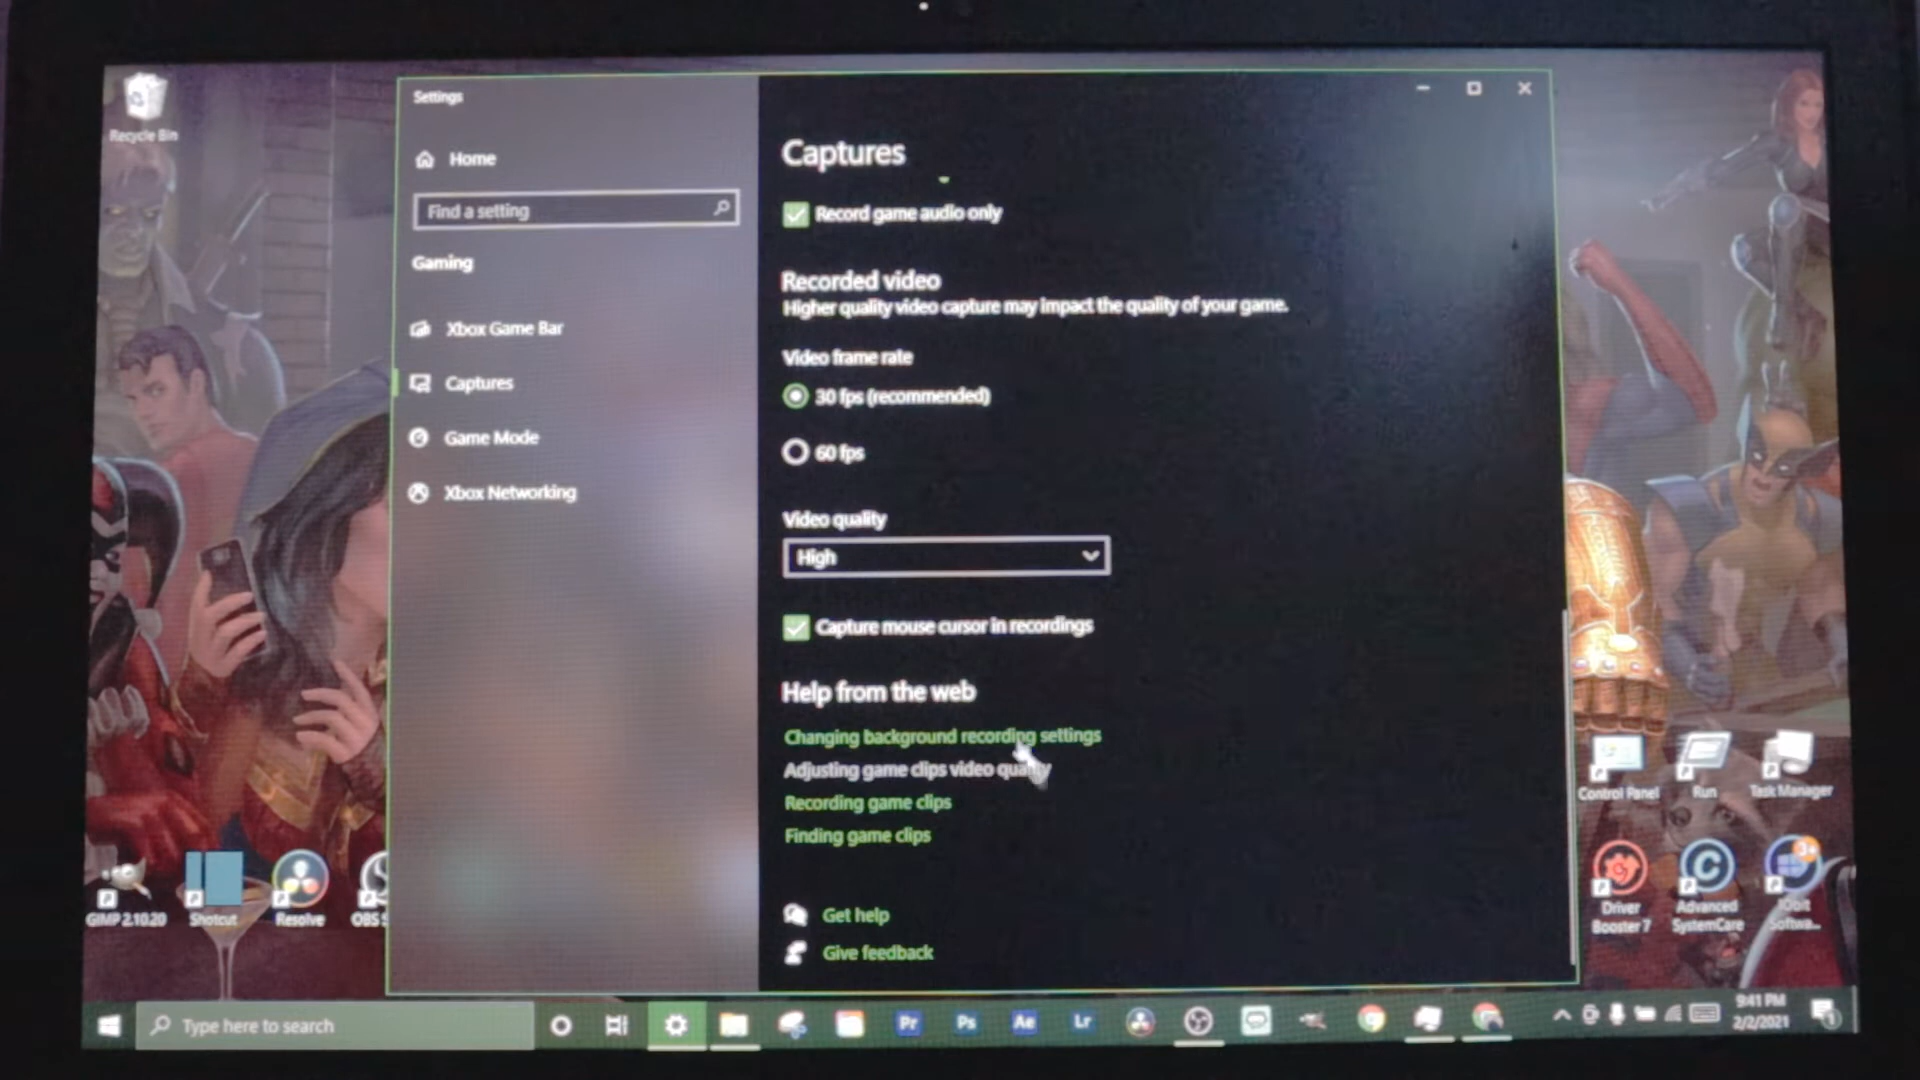 Recycle Bin
Settings
Home
Find a setting
Gaming
Xbox Game Bar
Captures
Game Mode
Xbox Networking
Captures
Record game audio only
Recorded video
Higher quality video capture may impact the quality of your game.
Video frame rate
30 fps (recommended)
60 fps
Video quality
High
Capture mouse cursor in recordings
Help from the web
Changing background recording settings
Adjusting game clips video quality
Recording game clips
Finding game clips
Get help
Give feedback
GIMP 2.10.20
Shotcut
Resolve
OBS S
Control Panel
Run
Task Manager
Driver
Booster 7
Advanced
SystemCare
3+
IObit
Softwa...
Type here to search
Pr
Ps
Ae
Lr
9:41 PM
2/2/2021
1